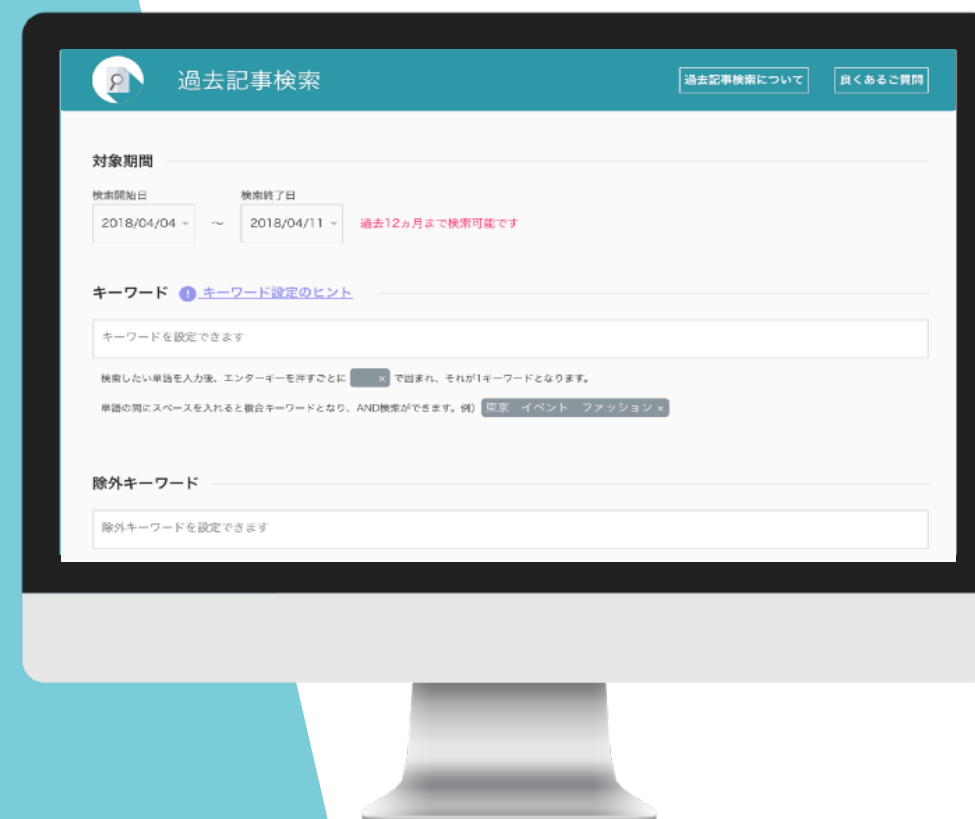 過去記事検索
過去記事検索について
良くあるご質問
対象期間
検索開始日
検索終了日
2018/04/04
～
2018/04/11
過去12ヵ月まで検索可能です
キーワード
! キーワード設定のヒント
キーワードを設定できます
検索したい単語を入力後、エンターキーを押すごとに × で囲まれ、それが1キーワードとなります。
単語の間にスペースを入れると複合キーワードとなり、AND検索ができます。例） 東京　イベント　ファッション ×
除外キーワード
除外キーワードを設定できます